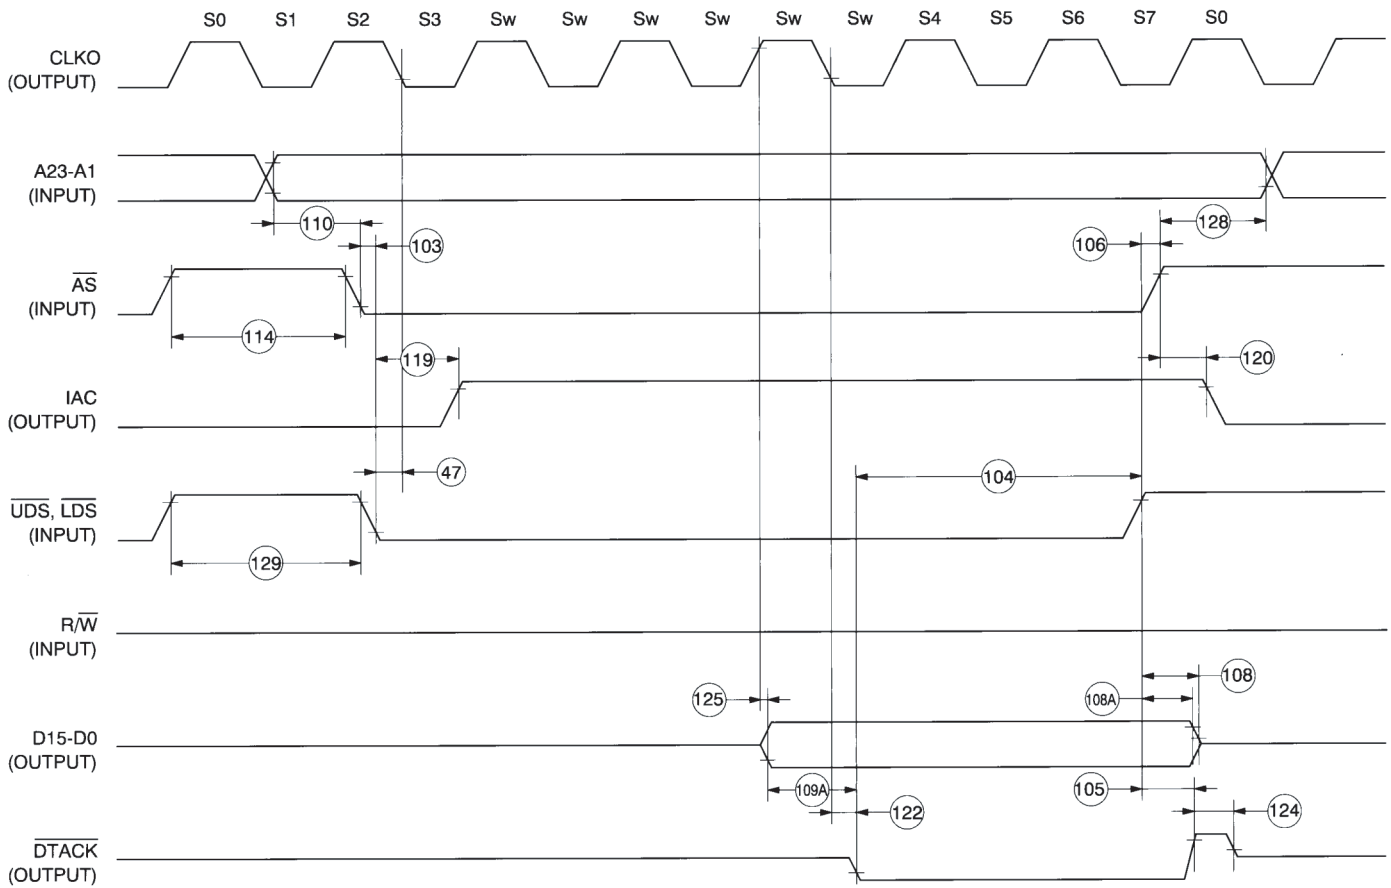 S0 S1 S2 S3 Sw Sw Sw Sw Sw Sw S4 S5 S6 S7 S0
CLKO
(OUTPUT)
A23-A1
(INPUT)
110
128
103
106
AS
(INPUT)
114
119
120
IAC
(OUTPUT)
47
104
UDS, LDS
(INPUT)
129
R/W
(INPUT)
108
125
108A
D15-D0
(OUTPUT)
109A
105
122
124
DTACK
(OUTPUT)